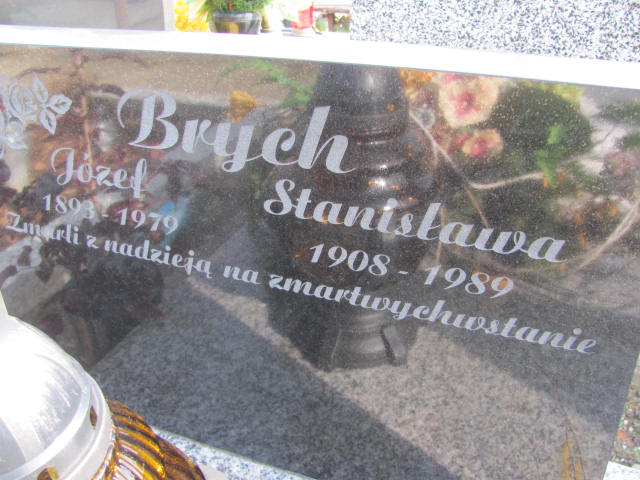 Brych
Józef Stanisława
1893 - 1979 1908 - 1989
Zmarli z nadzieją na zmartwychwstanie